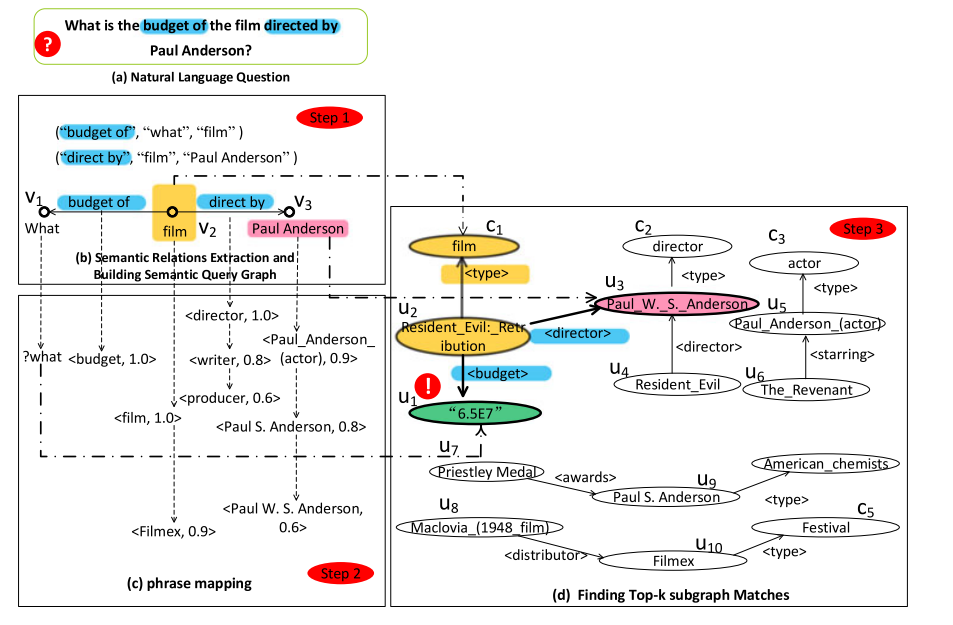 What is the budget of the film directed by
Paul Anderson?
?
(a) Natural Language Question
Step 1
(“budget of”, “what”, “film” )
(“direct by”, “film”, “Paul Anderson” )
v1
budget of
direct by
v3
What
film
v2
Paul Anderson
(b) Semantic Relations Extraction and
Building Semantic Query Graph
<director, 1.0>
?what
<budget, 1.0>
<writer, 0.8>
<Paul_Anderson_
(actor), 0.9>
<producer, 0.6>
<film, 1.0>
<Paul S. Anderson, 0.8>
<Paul W. S. Anderson,
0.6>
<Filmex, 0.9>
Step 2
(c) phrase mapping
Step 3
c1
film
<type>
c2
director
<type>
c3
actor
<type>
u2
Resident_Evil:_Retr
ibution
<director>
u3
Paul_W._S._Anderson
u5
Paul_Anderson_(actor)
<budget>
<director>
<starring>
u4
Resident_Evil
u6
The_Revenant
!
u1
“6.5E7”
u7
Priestley Medal
<awards>
u9
Paul S. Anderson
American_chemists
<type>
u8
Maclovia_(1948_film)
<distributor>
u10
Filmex
c5
Festival
<type>
(d) Finding Top-k subgraph Matches